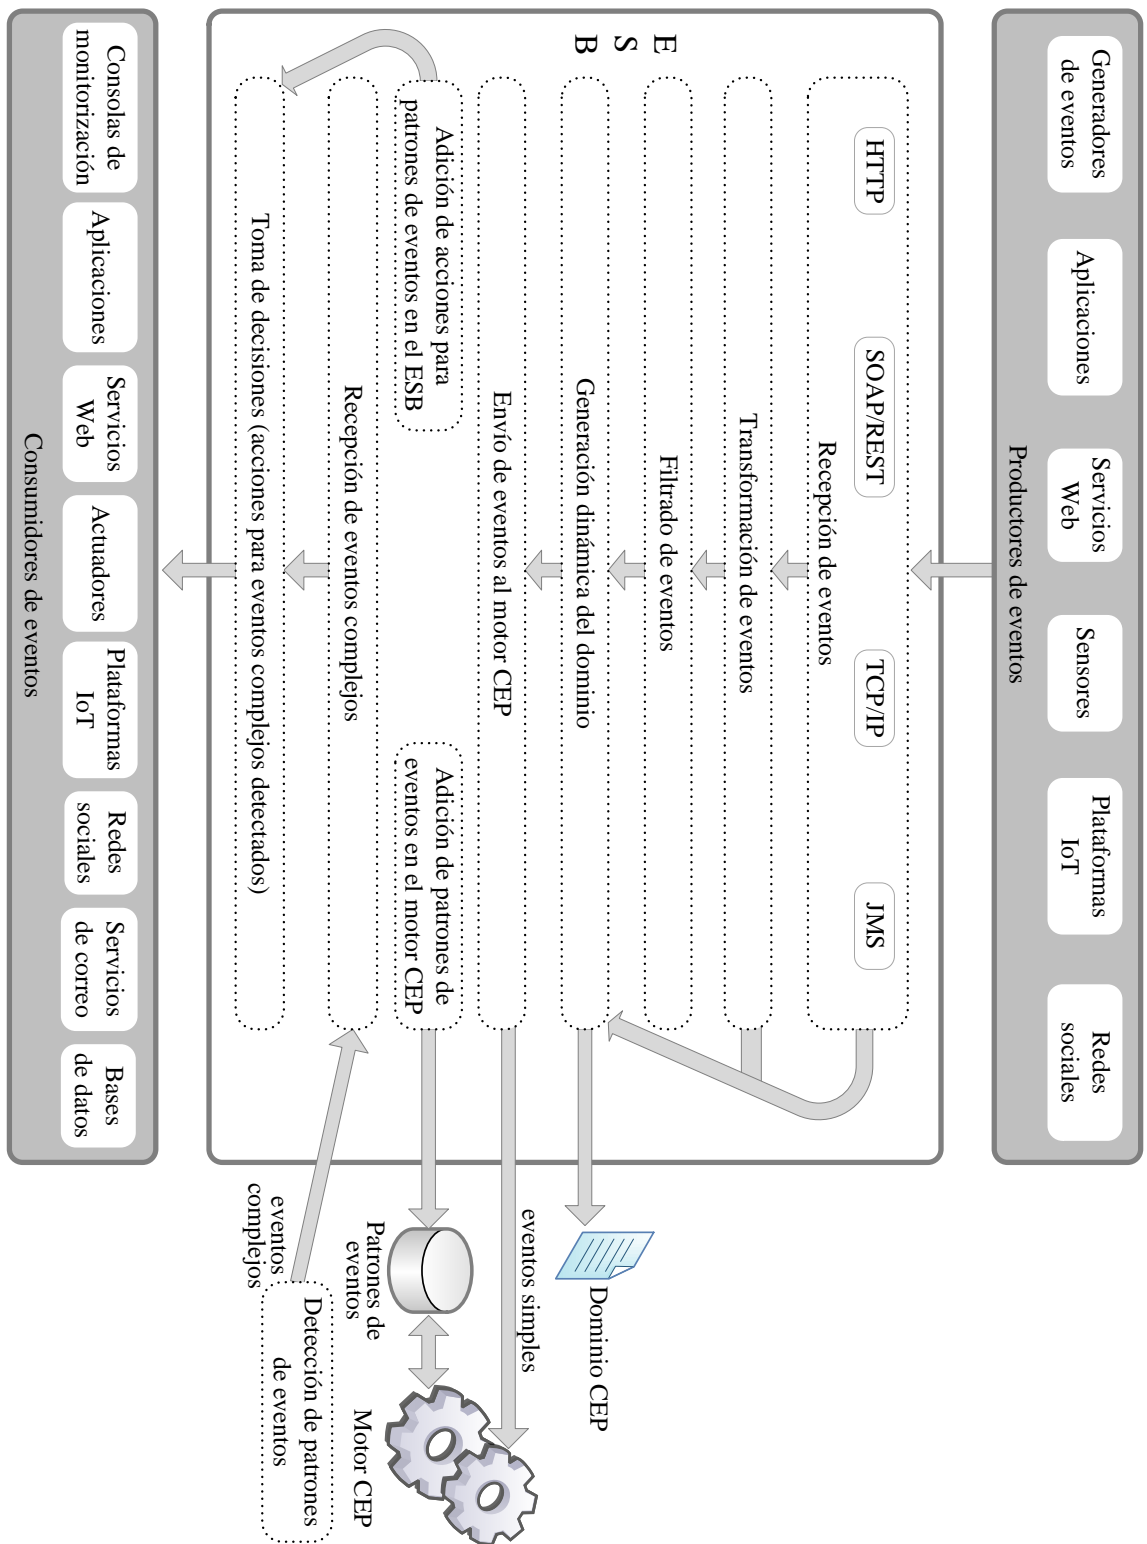 Generadores
de eventos
Aplicaciones
Servicios
Web
Sensores
Plataformas
IoT
Redes
sociales
Productores de eventos
HTTP
SOAP/REST
TCP/IP
JMS
Recepción de eventos
Transformación de eventos
Filtrado de eventos
E
S
B
Generación dinámica del dominio
Dominio CEP
Envío de eventos al motor CEP
eventos simples
Adición de acciones para
patrones de eventos en el ESB
Adición de patrones de
eventos en el motor CEP
Patrones de
eventos
Motor CEP
Recepción de eventos complejos
Detección de patrones
de eventos
eventos
complejos
Toma de decisiones (acciones para eventos complejos detectados)
Consolas de
monitorización
Aplicaciones
Servicios
Web
Actuadores
Plataformas
IoT
Redes
sociales
Servicios
de correo
Bases
de datos
Consumidores de eventos